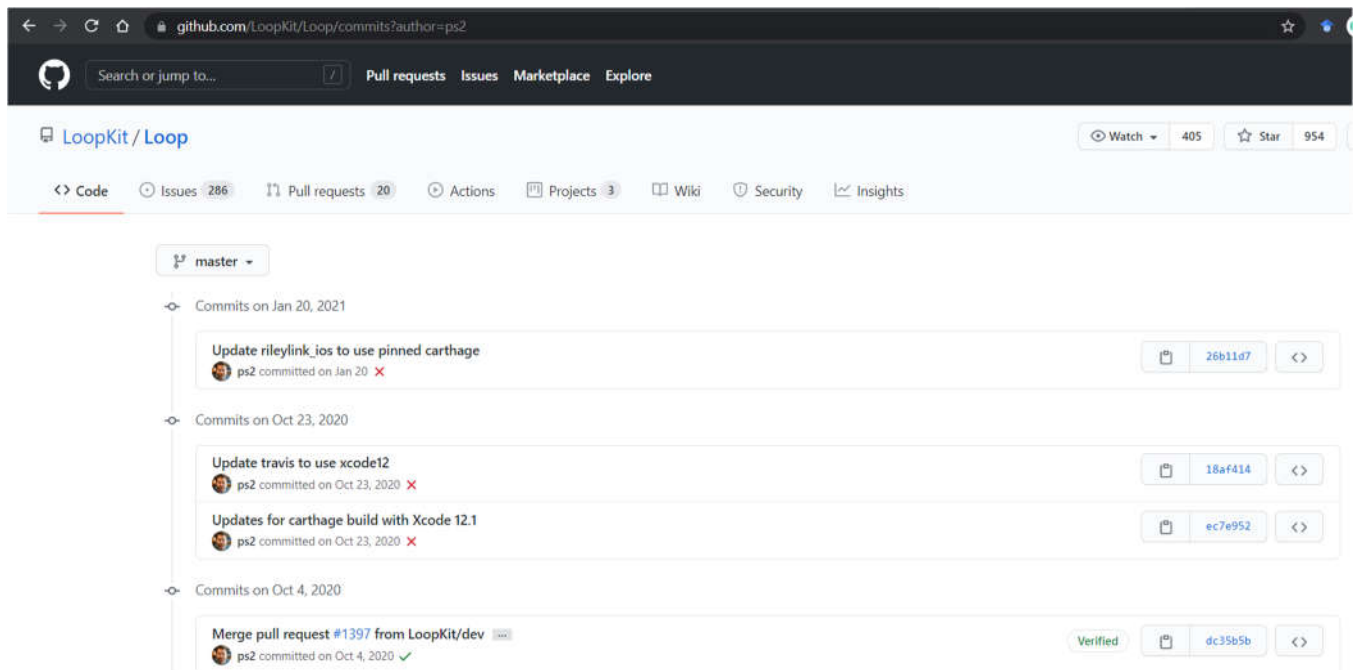 github.com/LoopKit/Loop/commits?author=ps2
Search or jump to... / Pull requests Issues Marketplace Explore
LoopKit / Loop Watch 405 Star 954
Code Issues 286 Pull requests 20 Actions Projects 3 Wiki Security Insights
master
Commits on Jan 20, 2021
Update rileylink_ios to use pinned carthage
ps2 committed on Jan 20
26b11d7
Commits on Oct 23, 2020
Update travis to use xcode12
ps2 committed on Oct 23, 2020
18af414
Updates for carthage build with Xcode 12.1
ps2 committed on Oct 23, 2020
ec7e952
Commits on Oct 4, 2020
Merge pull request #1397 from LoopKit/dev ...
ps2 committed on Oct 4, 2020
Verified dc35b5b